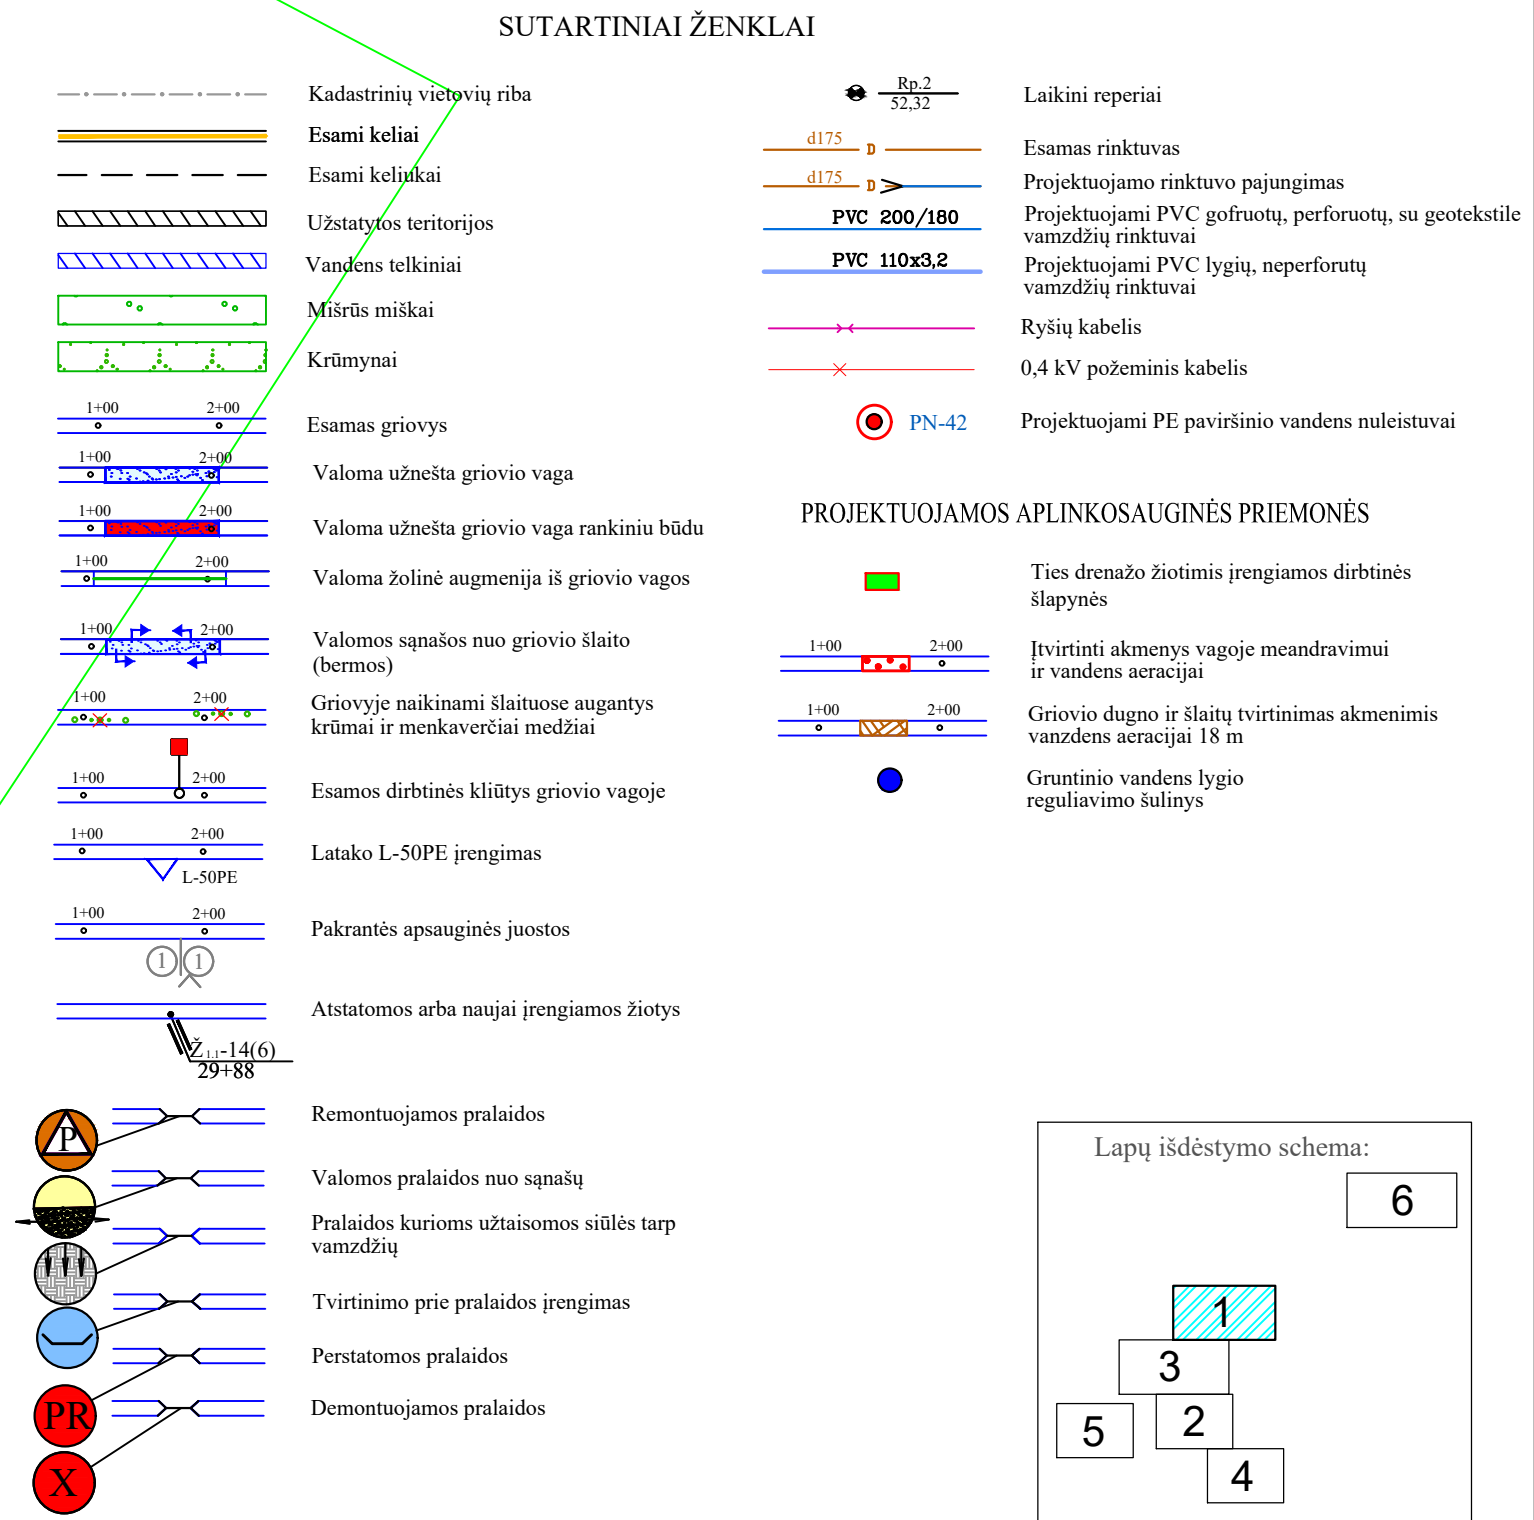 SUTARTINIAI ŽENKLAI
Kadastrinių vietovių riba
Esami keliai
Esami keliukai
Užstatytos teritorijos
Vandens telkiniai
Mišrūs miškai
Krūmynai
1+00 2+00
Esamas griovys
1+00 2+00
Valoma užnešta griovio vaga
1+00 2+00
Valoma užnešta griovio vaga rankiniu būdu
1+00 2+00
Valoma žolinė augmenija iš griovio vagos
1+00 2+00
Valomos sąnašos nuo griovio šlaito
(bermos)
1+00 2+00
Griovyje naikinami šlaituose augantys
krūmai ir menkaverčiai medžiai
1+00 2+00
Esamos dirbtinės kliūtys griovio vagoje
1+00 2+00
Latako L-50PE įrengimas
L-50PE
1+00 2+00
Pakrantės apsauginės juostos
1 1
Atstatomos arba naujai įrengiamos žiotys
Ž1.1-14(6)
29+88
P
Remontuojamos pralaidos
Valomos pralaidos nuo sąnašų
Pralaidos kurioms užtaisomos siūlės tarp
vamzdžių
Tvirtinimo prie pralaidos įrengimas
Perstatomos pralaidos
PR
Demontuojamos pralaidos
X
Rp.2
52,32
Laikini reperiai
d175 D
Esamas rinktuvas
d175 D
Projektuojamo rinktuvo pajungimas
PVC 200/180
Projektuojami PVC gofruotų, perforuotų, su geotekstile
vamzdžių rinktuvai
PVC 110x3,2
Projektuojami PVC lygių, neperforutų
vamzdžių rinktuvai
Ryšių kabelis
0,4 kV požeminis kabelis
PN-42
Projektuojami PE paviršinio vandens nuleistuvai
PROJEKTUOJAMOS APLINKOSAUGINĖS PRIEMONĖS
Ties drenažo žiotimis įrengiamos dirbtinės
šlapynės
1+00 2+00
Įtvirtinti akmenys vagoje meandravimui
ir vandens aeracijai
1+00 2+00
Griovio dugno ir šlaitų tvirtinimas akmenimis
vanzdens aeracijai 18 m
Gruntinio vandens lygio
reguliavimo šulinys
Lapų išdėstymo schema:
6
1
3
2
5
4